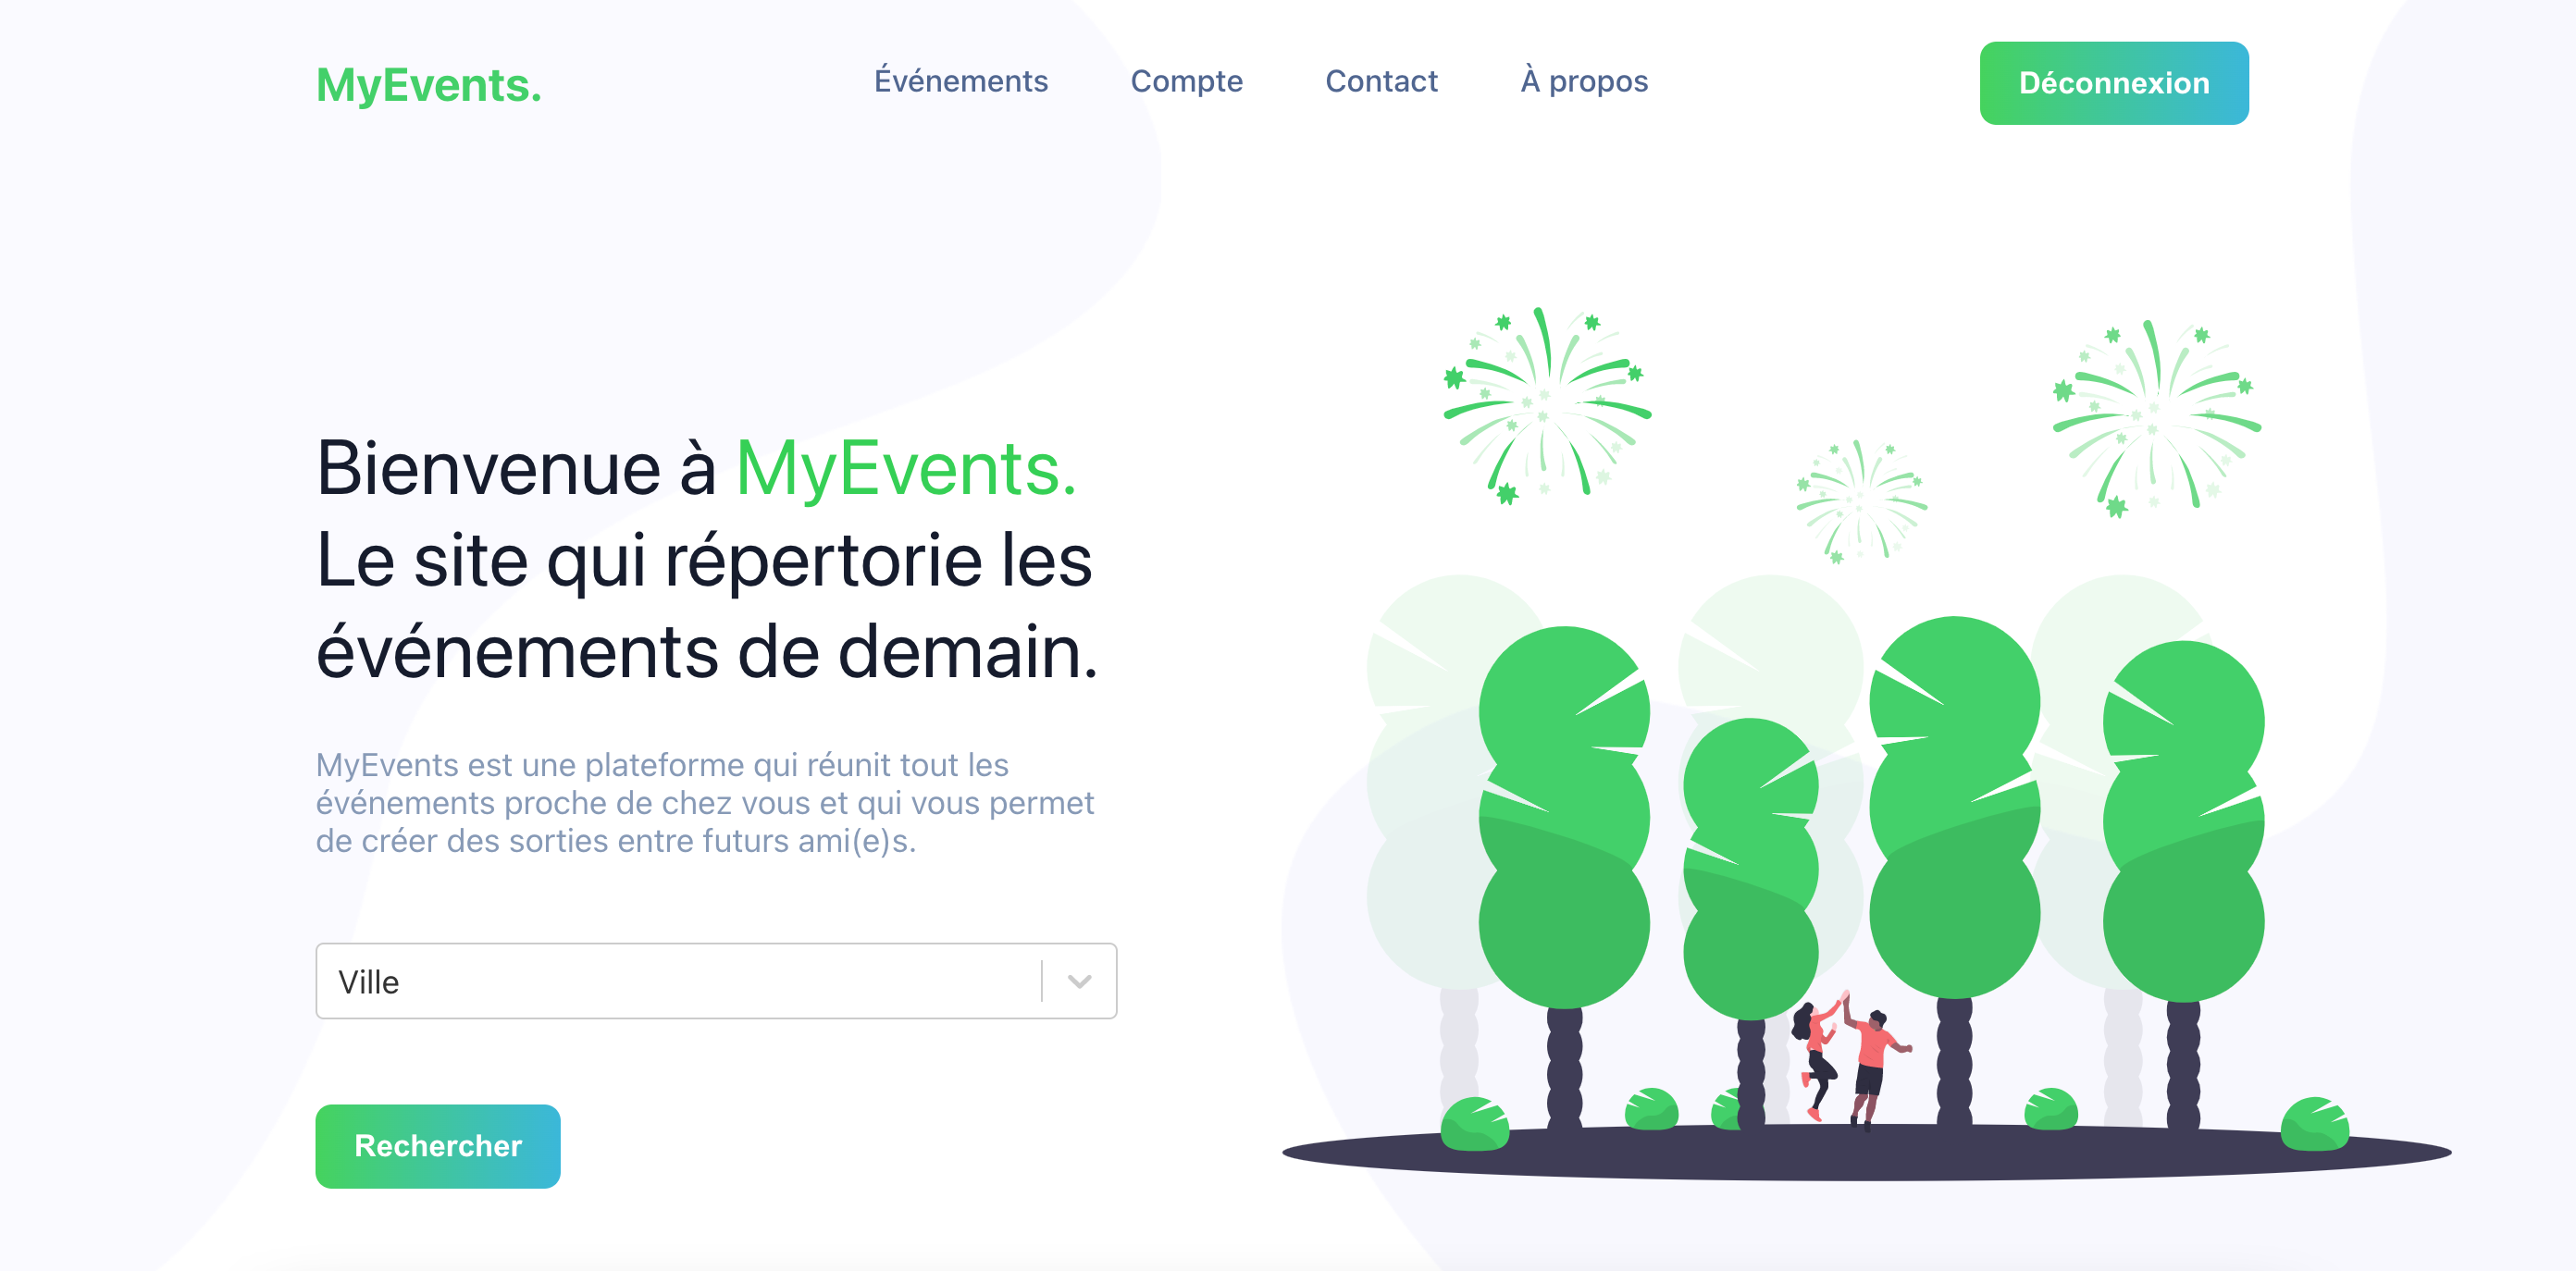 MyEvents.
Événements
Compte
Contact
À propos
Déconnexion
Bienvenue à MyEvents.
Le site qui répertorie les
événements de demain.
MyEvents est une plateforme qui réunit tout les
événements proche de chez vous et qui vous permet
de créer des sorties entre futurs ami(e)s.
Ville
Rechercher